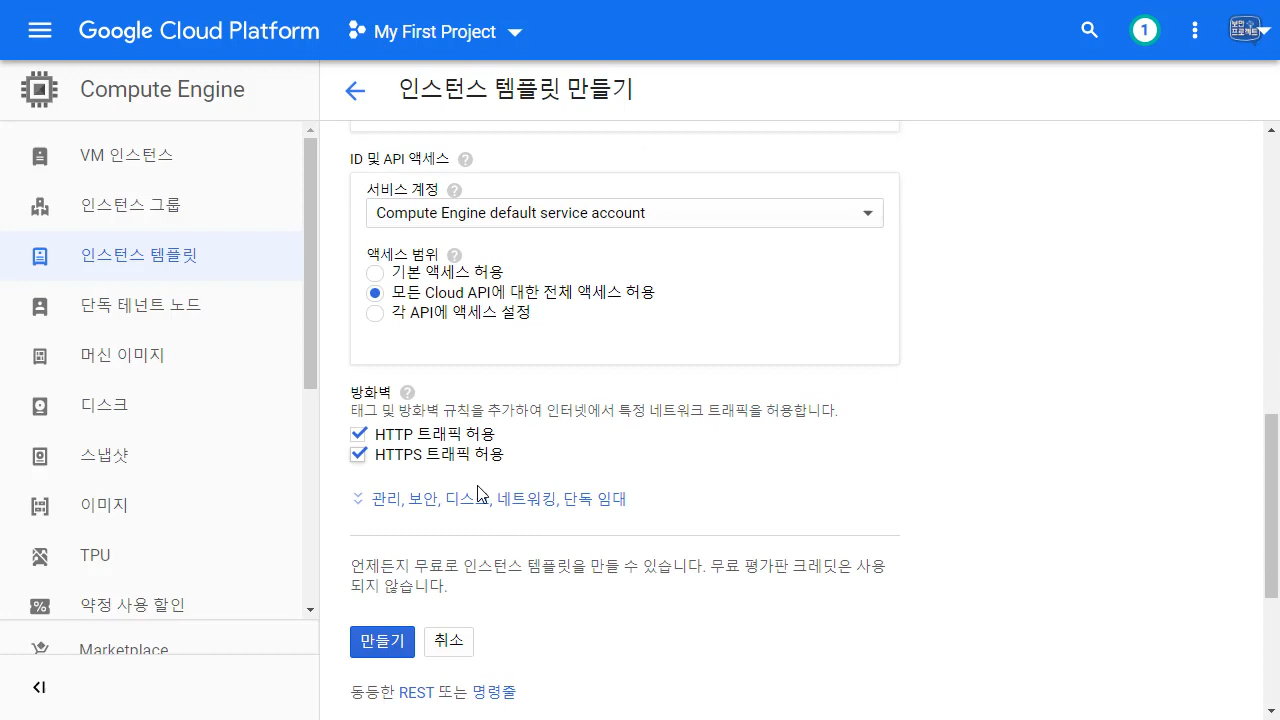 Google Cloud Platform
My First Project
1
보안
프로젝트
Compute Engine
인스턴스 템플릿 만들기
VM 인스턴스
인스턴스 그룹
인스턴스 템플릿
단독 테넌트 노드
머신 이미지
디스크
스냅샷
이미지
TPU
약정 사용 할인
Marketplace
ID 및 API 액세스
서비스 계정
Compute Engine default service account
액세스 범위
기본 액세스 허용
모든 Cloud API에 대한 전체 액세스 허용
각 API에 액세스 설정
방화벽
태그 및 방화벽 규칙을 추가하여 인터넷에서 특정 네트워크 트래픽을 허용합니다.
HTTP 트래픽 허용
HTTPS 트래픽 허용
관리, 보안, 디스크, 네트워킹, 단독 임대
언제든지 무료로 인스턴스 템플릿을 만들 수 있습니다. 무료 평가판 크레딧은 사용
되지 않습니다.
만들기 취소
동등한 REST 또는 명령줄